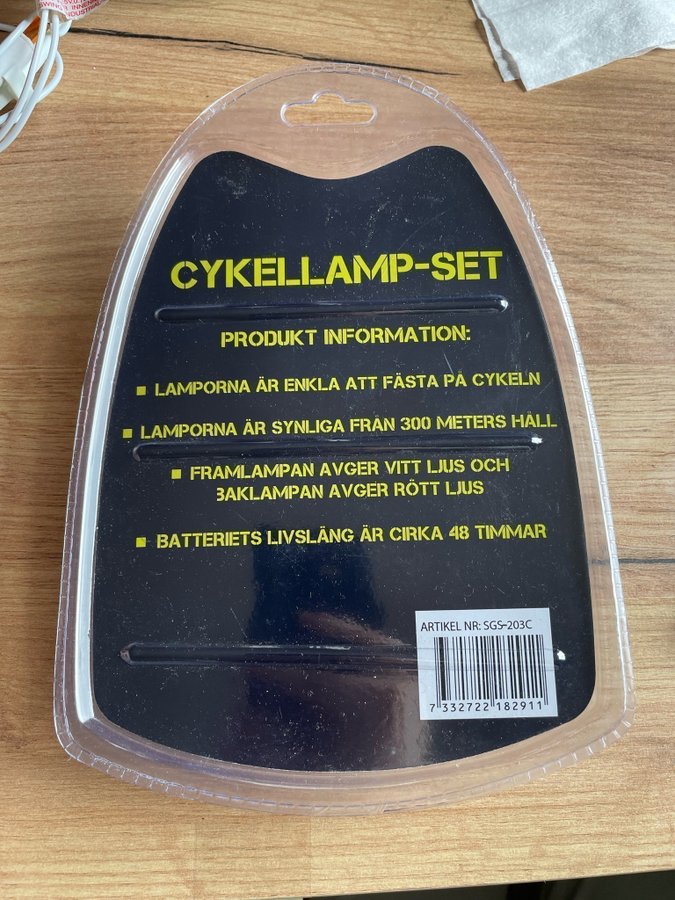 SWING
INDUSTRIAL
CYKELLAMP-SET
PRODUKT INFORMATION:
■ LAMPORNA ÄR ENKLA ATT FÄSTA PÅ CYKELN
■ LAMPORNA ÄR SYNLIGA FRÅN 300 METERS HÅLL
■ FRAMLAMPAN AVGER VITT LJUS OCH
BAKLAMPAN AVGER RÖTT LJUS
■ BATTERIETS LIVSLÄNG ÄR CIRKA 48 TIMMAR
ARTIKEL NR: SGS-203C
7 332722 182911